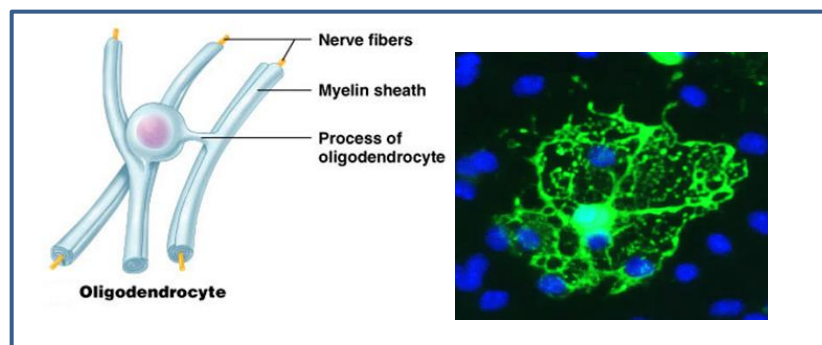 Nerve fibers
Myelin sheath
Process of
oligodendrocyte
Oligodendrocyte